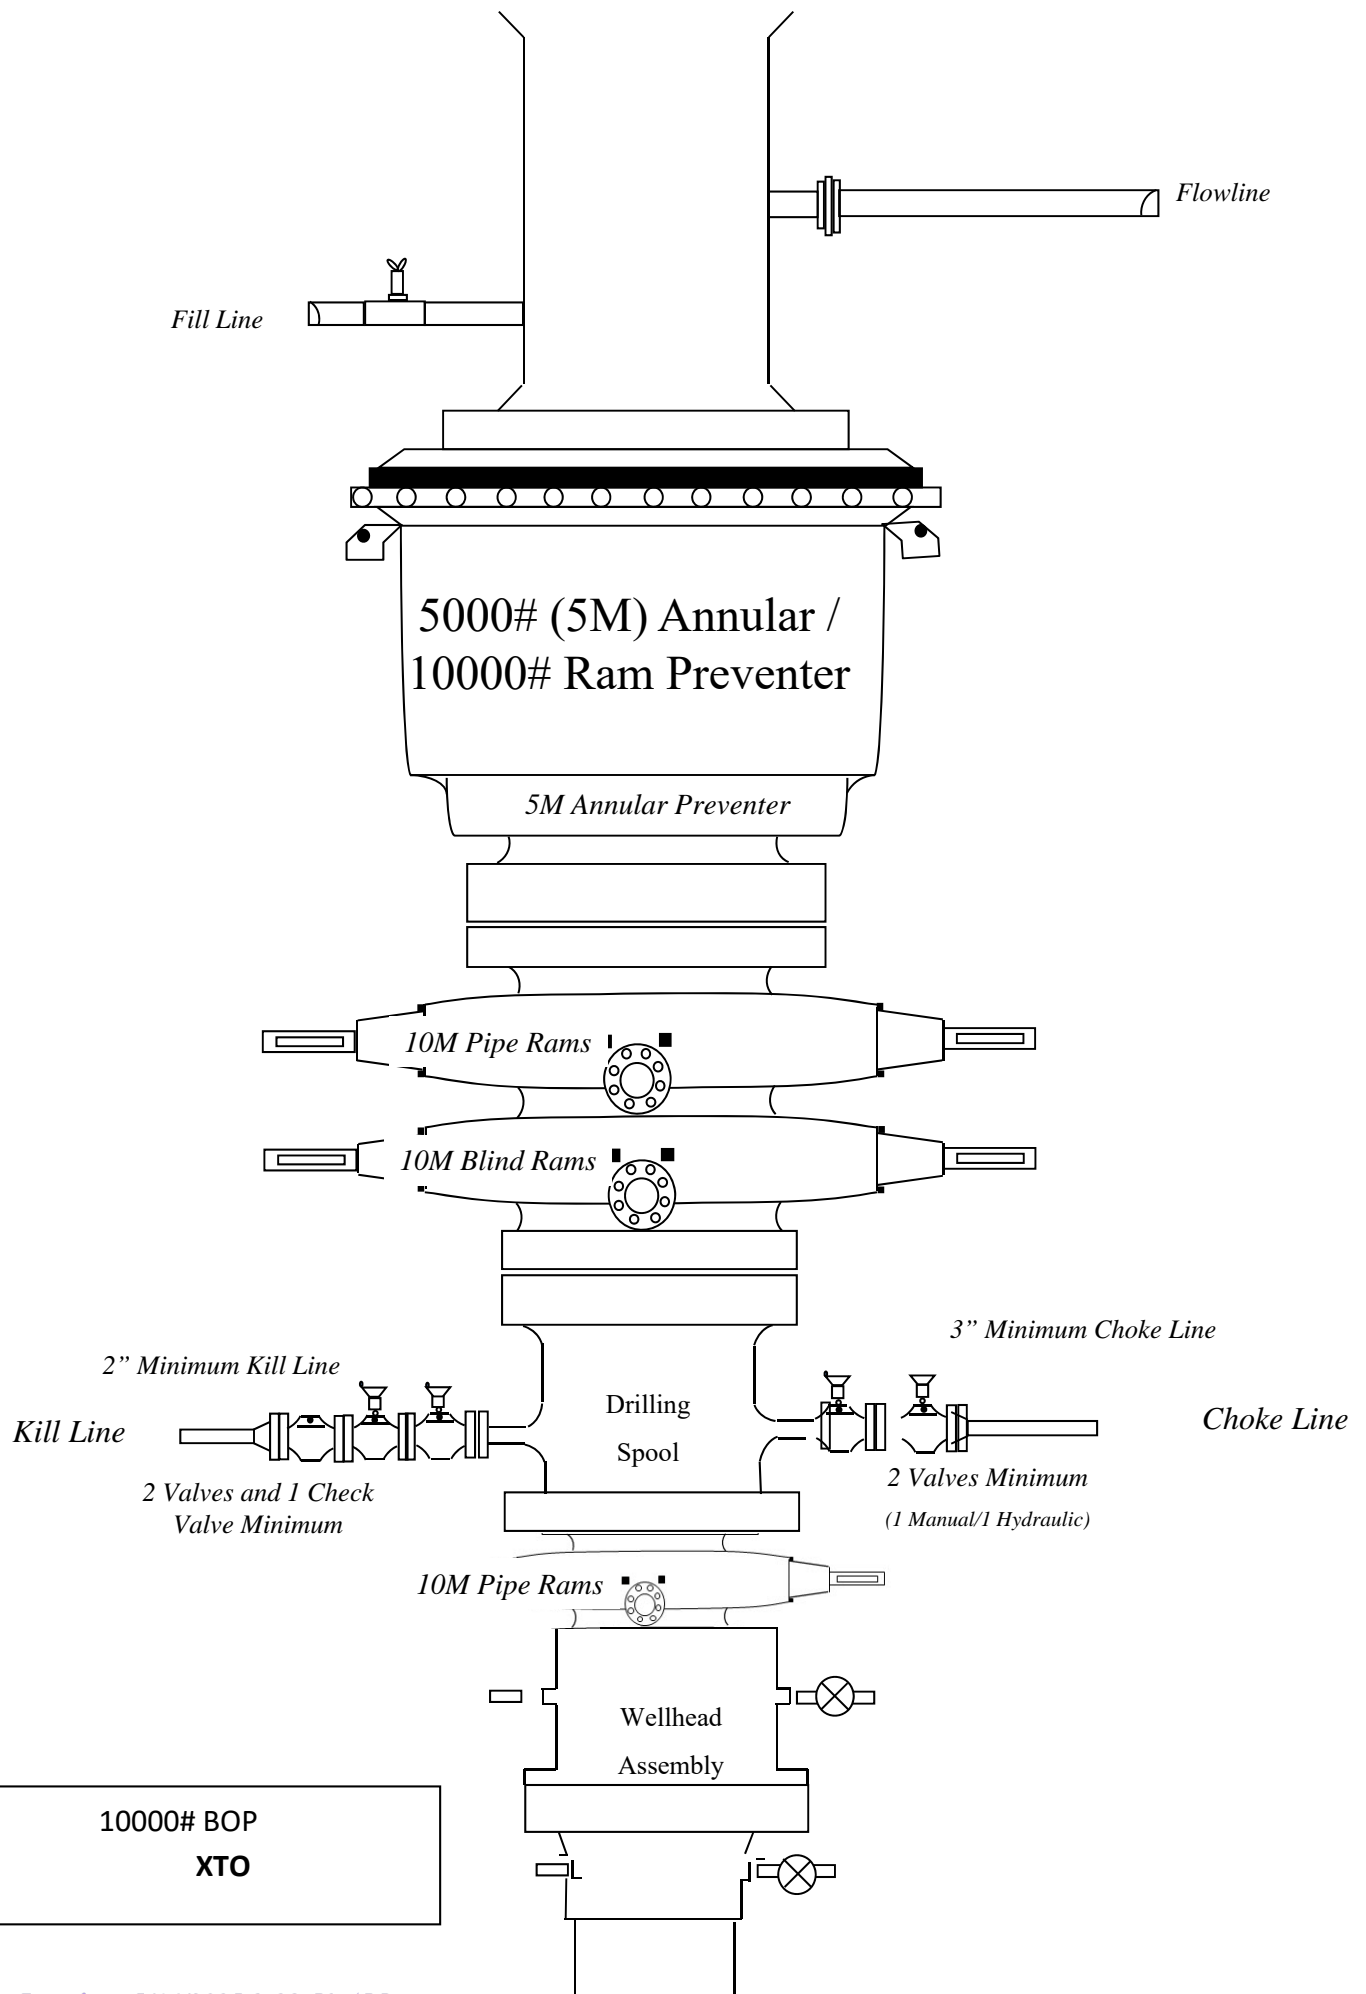 Flowline
Fill Line
5000# (5M) Annular /
10000# Ram Preventer
5M Annular Preventer
10M Pipe Rams
10M Blind Rams
3” Minimum Choke Line
2” Minimum Kill Line
Drilling
Spool
Kill Line
Choke Line
2 Valves and 1 Check
Valve Minimum
2 Valves Minimum
(1 Manual/1 Hydraulic)
10M Pipe Rams
Wellhead
Assembly
10000# BOP
XTO